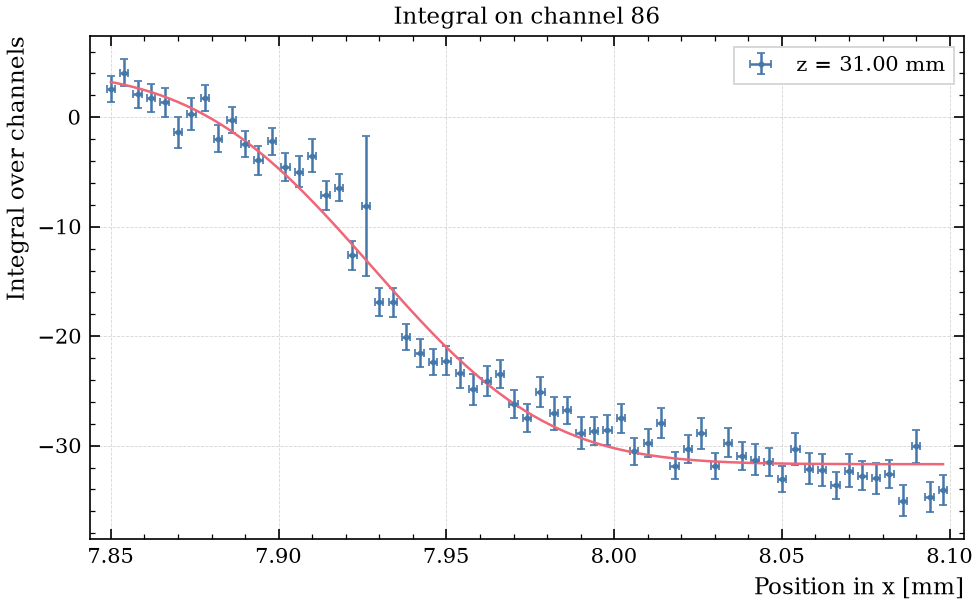 Integral on channel 86
Integral over channels
z = 31.00 mm
0
−10
−20
−30
7.85 7.90 7.95 8.00 8.05 8.10
Position in x [mm]